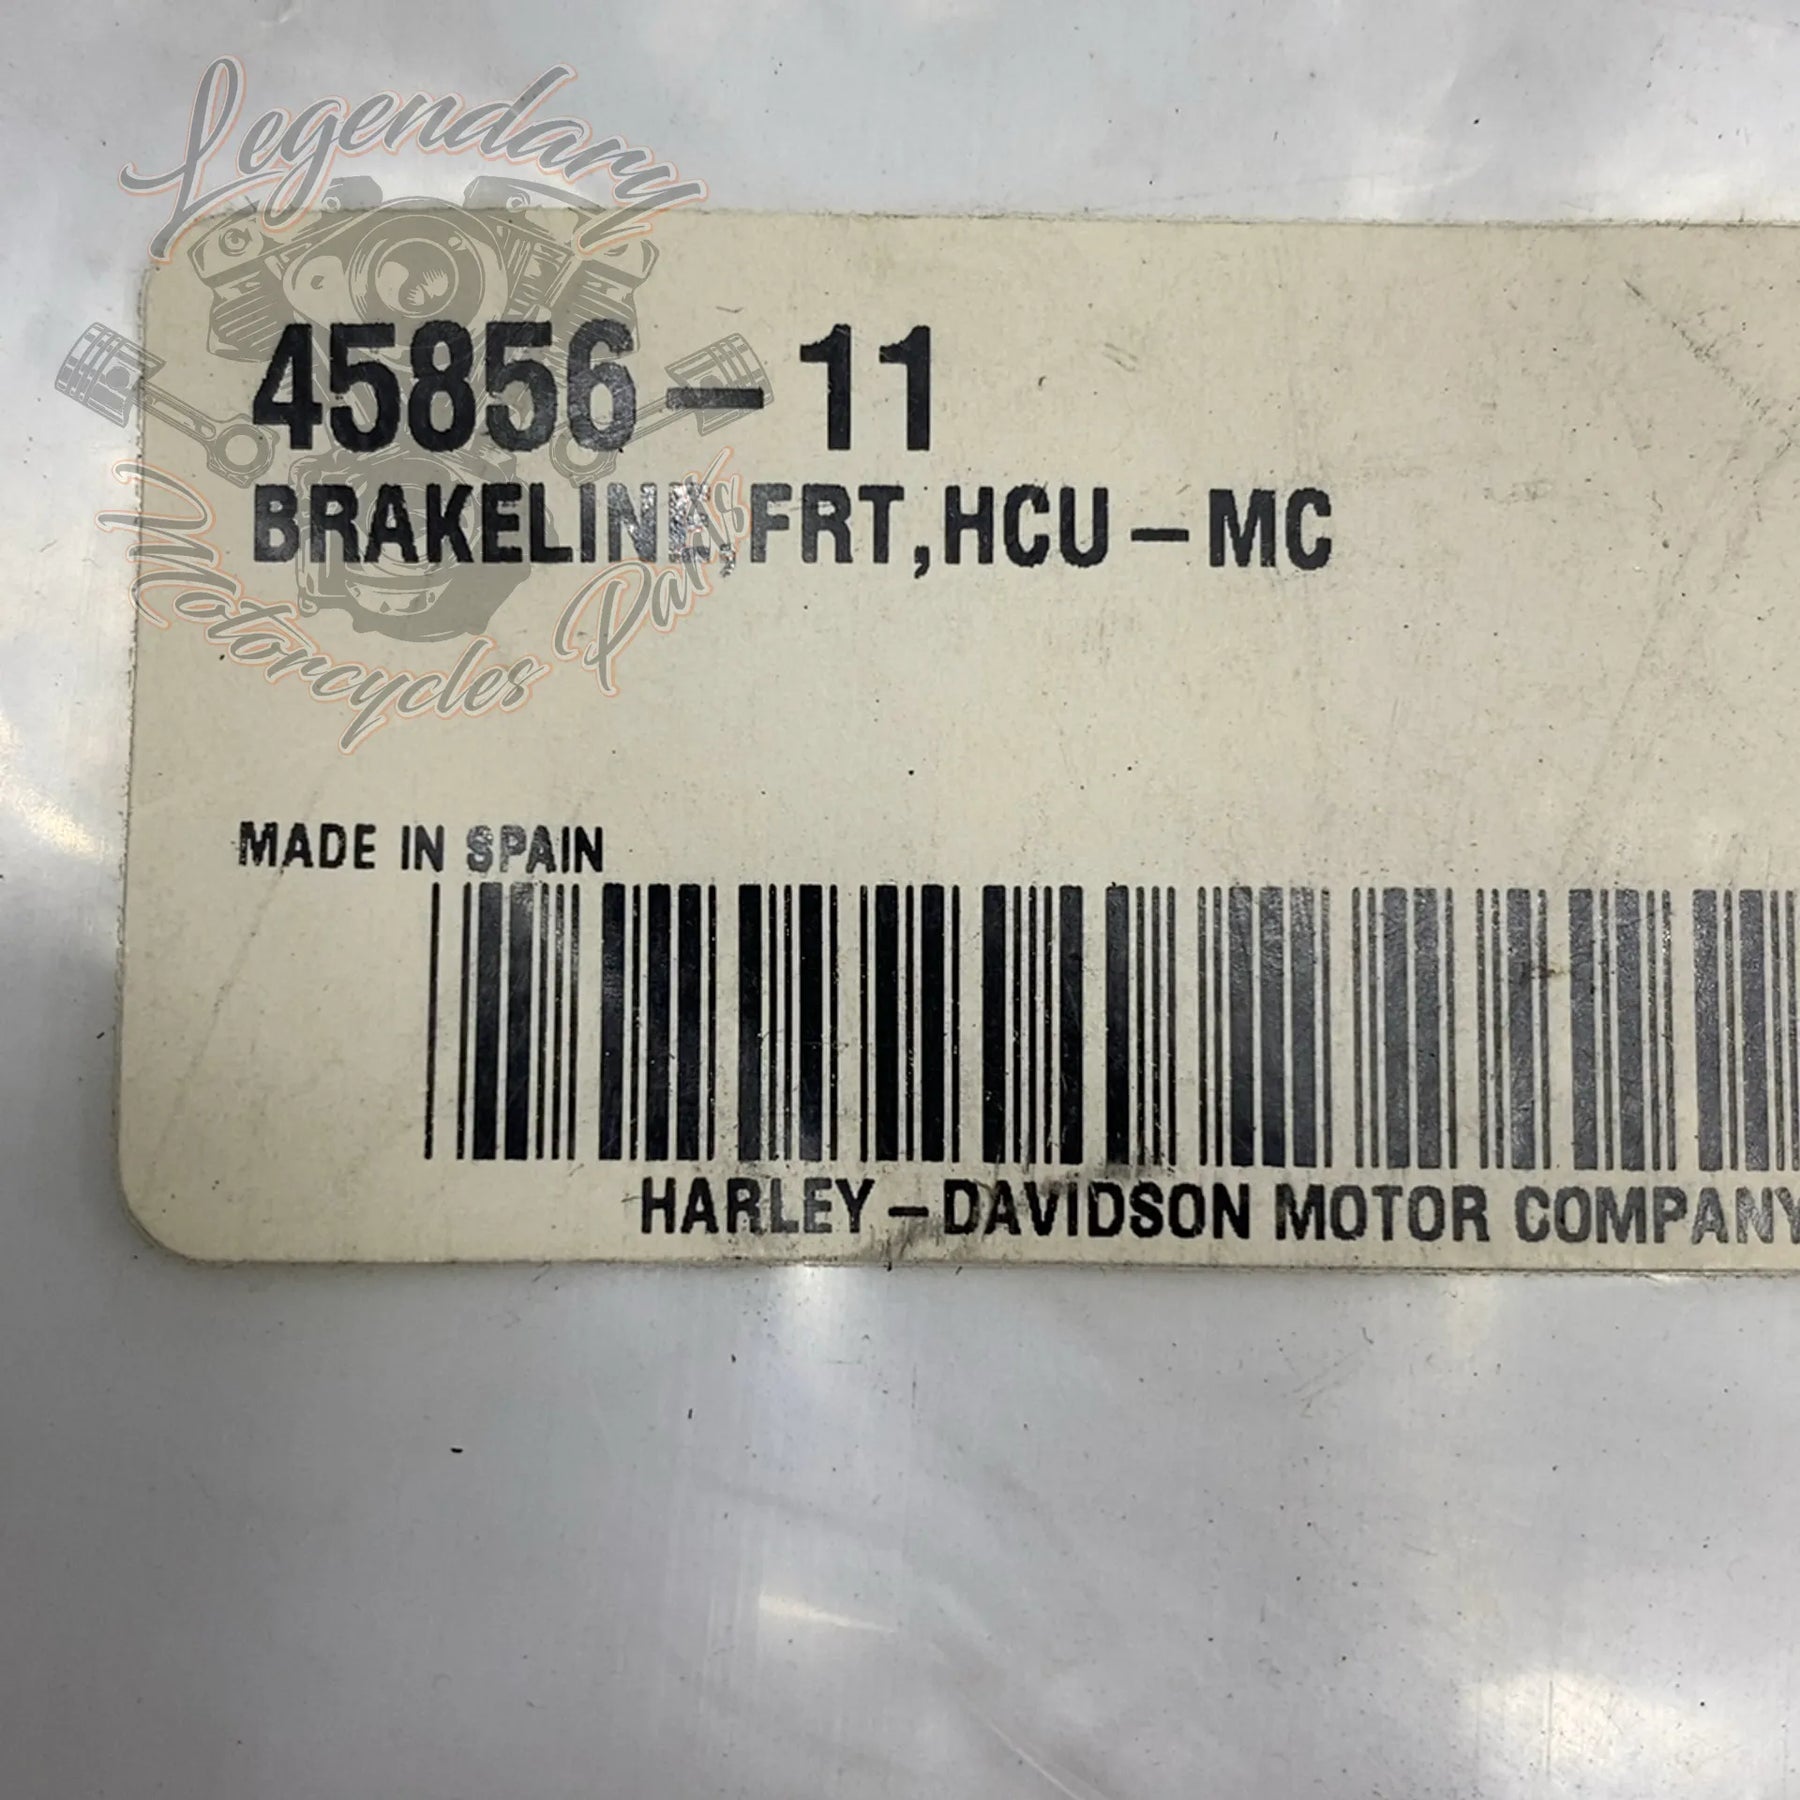 Legendary
45856-11
BRAKELINE,FRT,HCU-MC
Motorcycles Parts
MADE IN SPAIN
HARLEY-DAVIDSON MOTOR COMPANY